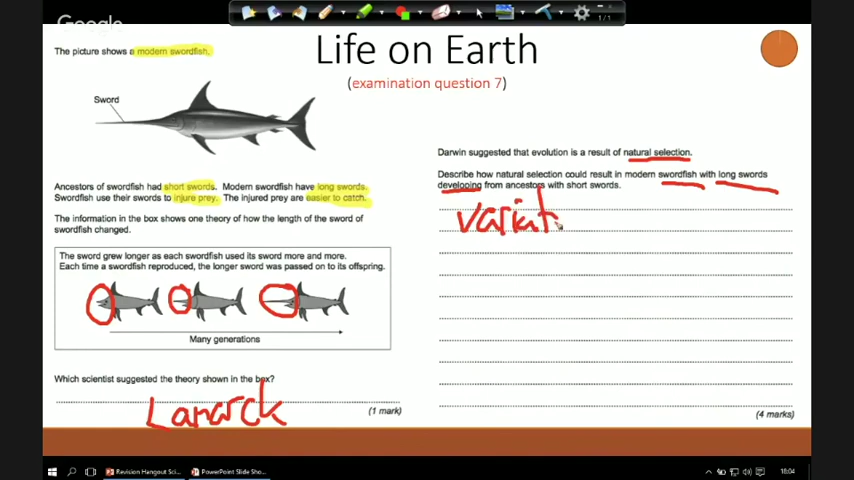 Google
1/1
Life on Earth
(examination question 7)
The picture shows a modern swordfish.
Sword
Ancestors of swordfish had short swords. Modern swordfish have long swords.
Swordfish use their swords to injure prey. The injured prey are easier to catch.
The information in the box shows one theory of how the length of the sword of
swordfish changed.
The sword grew longer as each swordfish used its sword more and more.
Each time a swordfish reproduced, the longer sword was passed on to its offspring.
Many generations
Which scientist suggested the theory shown in the box?
Lamarck
(1 mark)
Darwin suggested that evolution is a result of natural selection.
Describe how natural selection could result in modern swordfish with long swords
developing from ancestors with short swords.
variat
(4 marks)
Revision Hangout Sci...
PowerPoint Slide Sho...
18:04